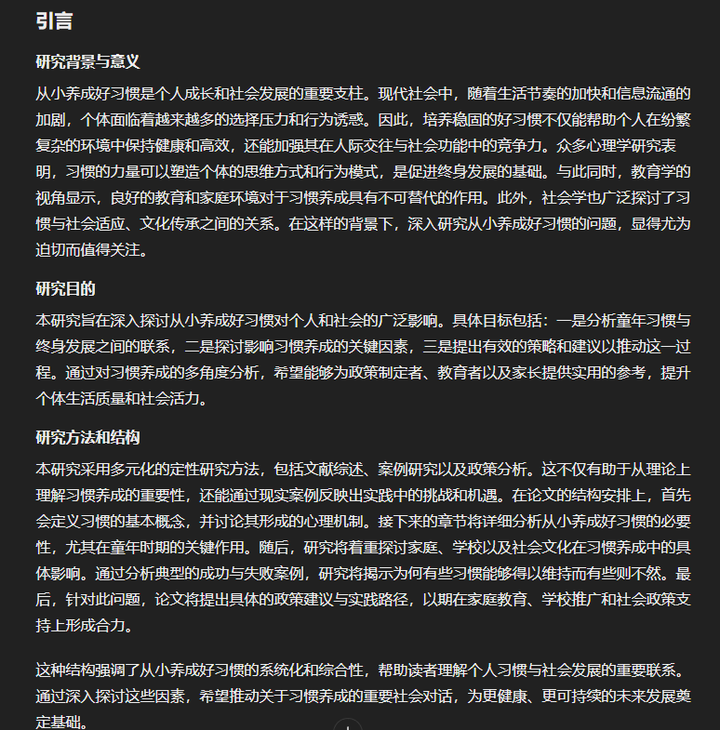 引言
研究背景与意义
从小养成好习惯是个人成长和社会发展的重要支柱。现代社会中，随着生活节奏的加快和信息流通的
加剧，个体面临着越来越多的选择压力和行为诱惑。因此，培养稳固的好习惯不仅能帮助个人在纷繁
复杂的环境中保持健康和高效，还能加强其在人际交往与社会功能中的竞争力。众多心理学研究表
明，习惯的力量可以塑造个体的思维方式和行为模式，是促进终身发展的基础。与此同时，教育学的
视角显示，良好的教育和家庭环境对于习惯养成具有不可替代的作用。此外，社会学也广泛探讨了习
惯与社会适应、文化传承之间的关系。在这样的背景下，深入研究从小养成好习惯的问题，显得尤为
迫切而值得关注。
研究目的
本研究旨在深入探讨从小养成好习惯对个人和社会的广泛影响。具体目标包括：一是分析童年习惯与
终身发展之间的联系，二是探讨影响习惯养成的关键因素，三是提出有效的策略和建议以推动这一过
程。通过对习惯养成的多角度分析，希望能够为政策制定者、教育者以及家长提供实用的参考，提升
个体生活质量和社会活力。
研究方法和结构
本研究采用多元化的定性研究方法，包括文献综述、案例研究以及政策分析。这不仅有助于从理论上
理解习惯养成的重要性，还能通过现实案例反映出实践中的挑战和机遇。在论文的结构安排上，首先
会定义习惯的基本概念，并讨论其形成的心理机制。接下来的章节将详细分析从小养成好习惯的必要
性，尤其在童年时期的关键作用。随后，研究将着重探讨家庭、学校以及社会文化在习惯养成中的具
体影响。通过分析典型的成功与失败案例，研究将揭示为何有些习惯能够得以维持而有些则不然。最
后，针对此问题，论文将提出具体的政策建议与实践路径，以期在家庭教育、学校推广和社会政策支
持上形成合力。
这种结构强调了从小养成好习惯的系统化和综合性，帮助读者理解个人习惯与社会发展的重要联系。
通过深入探讨这些因素，希望推动关于习惯养成的重要社会对话，为更健康、更可持续的未来发展奠
定基础。